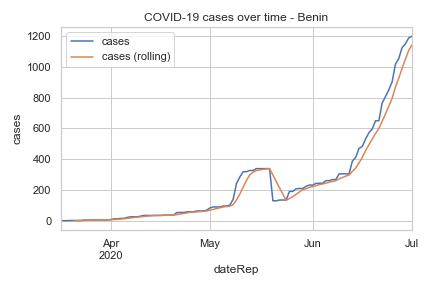 COVID-19 cases over time - Benin
cases
cases (rolling)
1200
1000
800
600
400
200
0
cases
Apr
2020
May
Jun
Jul
dateRep